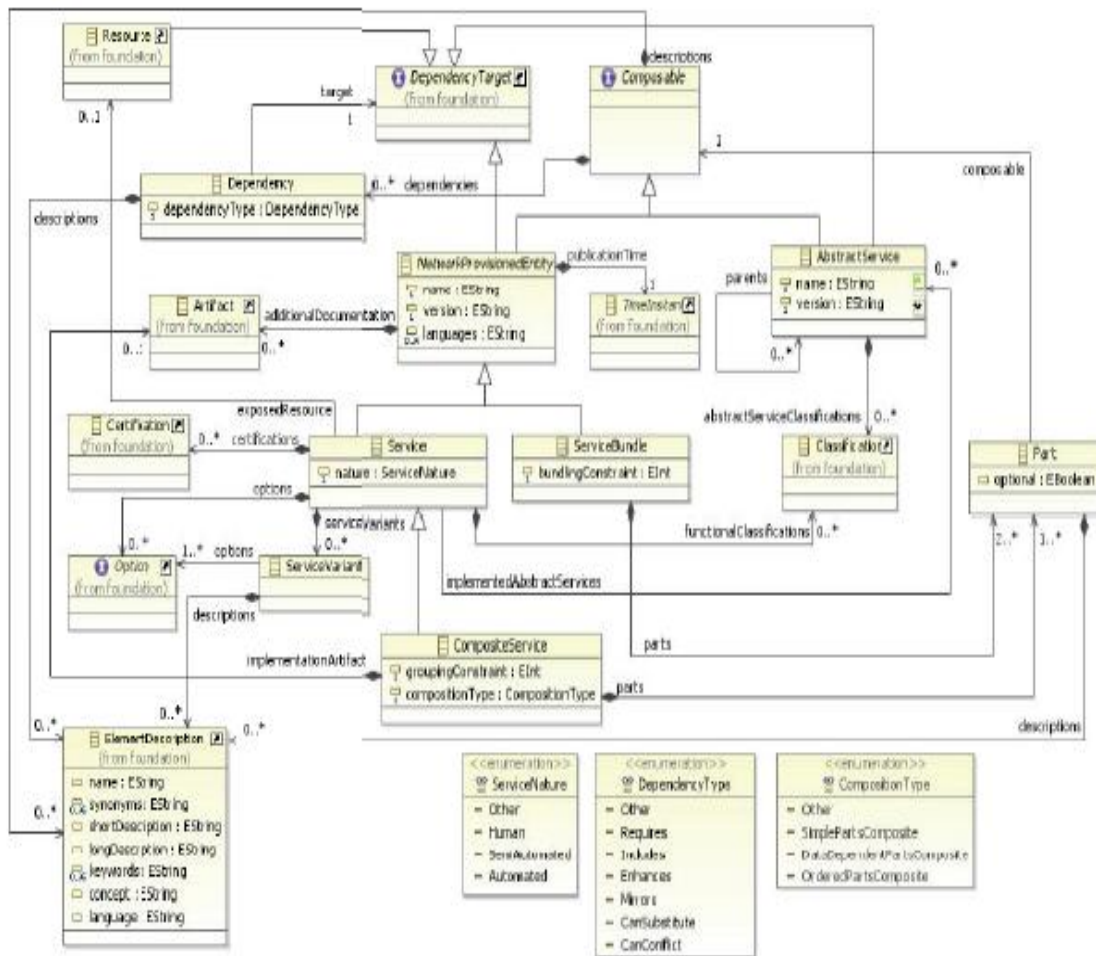 Resource
(from foundation)
0..1
DependencyTarget
(from foundation)
descriptions
Composable
target
1
1
composable
Dependency
dependencyType : DependencyType
0..*
dependencies
descriptions
NetworkProvisionedEntity
name : EString
version : EString
languages : EString
publicationTime
1
TimeInstant
(from foundation)
AbstractService
name : EString
version : EString
0..*
parents
0..*
Artifact
(from foundation)
additionalDocumentation
0..*
exposedResource
abstractServiceClassifications
0..*
Certification
(from foundation)
0..*
certifications
Service
nature : ServiceNature
ServiceBundle
bundlingConstraint : EInt
Classification
(from foundation)
Part
optional : EBoolean
options
serviceVariants
functionalClassifications
0..*
2..*
0..*
1..*
options
0..*
Option
(from foundation)
ServiceVariant
implementedAbstractServices
descriptions
implementationArtifact
CompositeService
groupingConstraint : EInt
compositionType : CompositionType
parts
parts
0..*
0..*
0..*
descriptions
ElementDescription
(from foundation)
name : EString
synonyms : EString
shortDesciption : EString
longDescription : EString
keywords : EString
concept : EString
language : EString
0..*
<<enumeration>>
ServiceNature
Other
Human
SemiAutomated
Automated
<<enumeration>>
DependencyType
Other
Requires
Includes
Enhances
Mirrors
CanSubstitute
CanConflict
<<enumeration>>
CompositionType
Other
SimplePartsComposite
DataDependentPartsComposite
OrderedPartsComposite